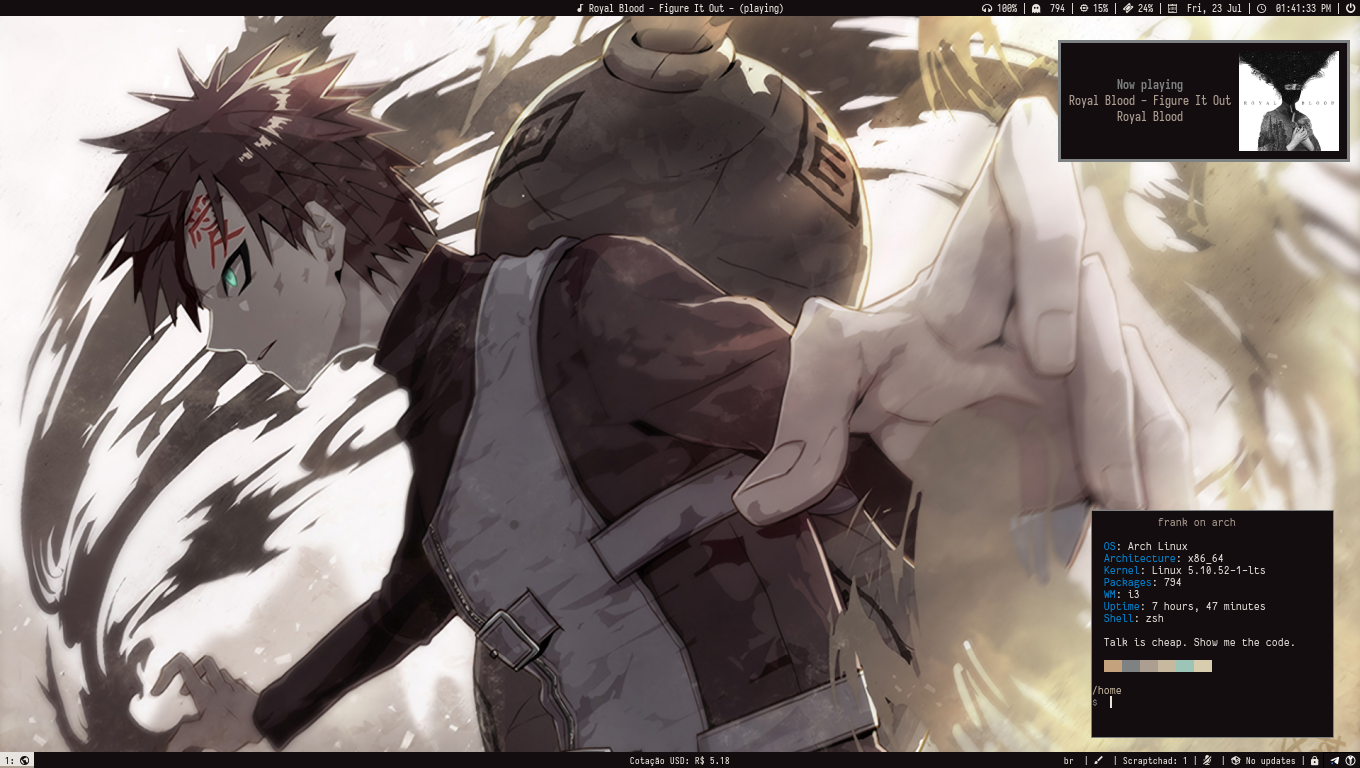 Royal Blood - Figure It Out - (playing)
100% | 794 | 15% | 24% | Fri, 23 Jul | 01:41:33 PM |
Now playing
Royal Blood - Figure It Out
Royal Blood
ROYAL BLOOD
愛
frank on arch
OS: Arch Linux
Architecture: x86_64
Kernel: Linux 5.10.52-1-lts
Packages: 794
WM: i3
Uptime: 7 hours, 47 minutes
Shell: zsh
Talk is cheap. Show me the code.
/home
$
1:
Cotação USD: R$ 5.18
br | | Scraptchad: 1 | | No updates | |